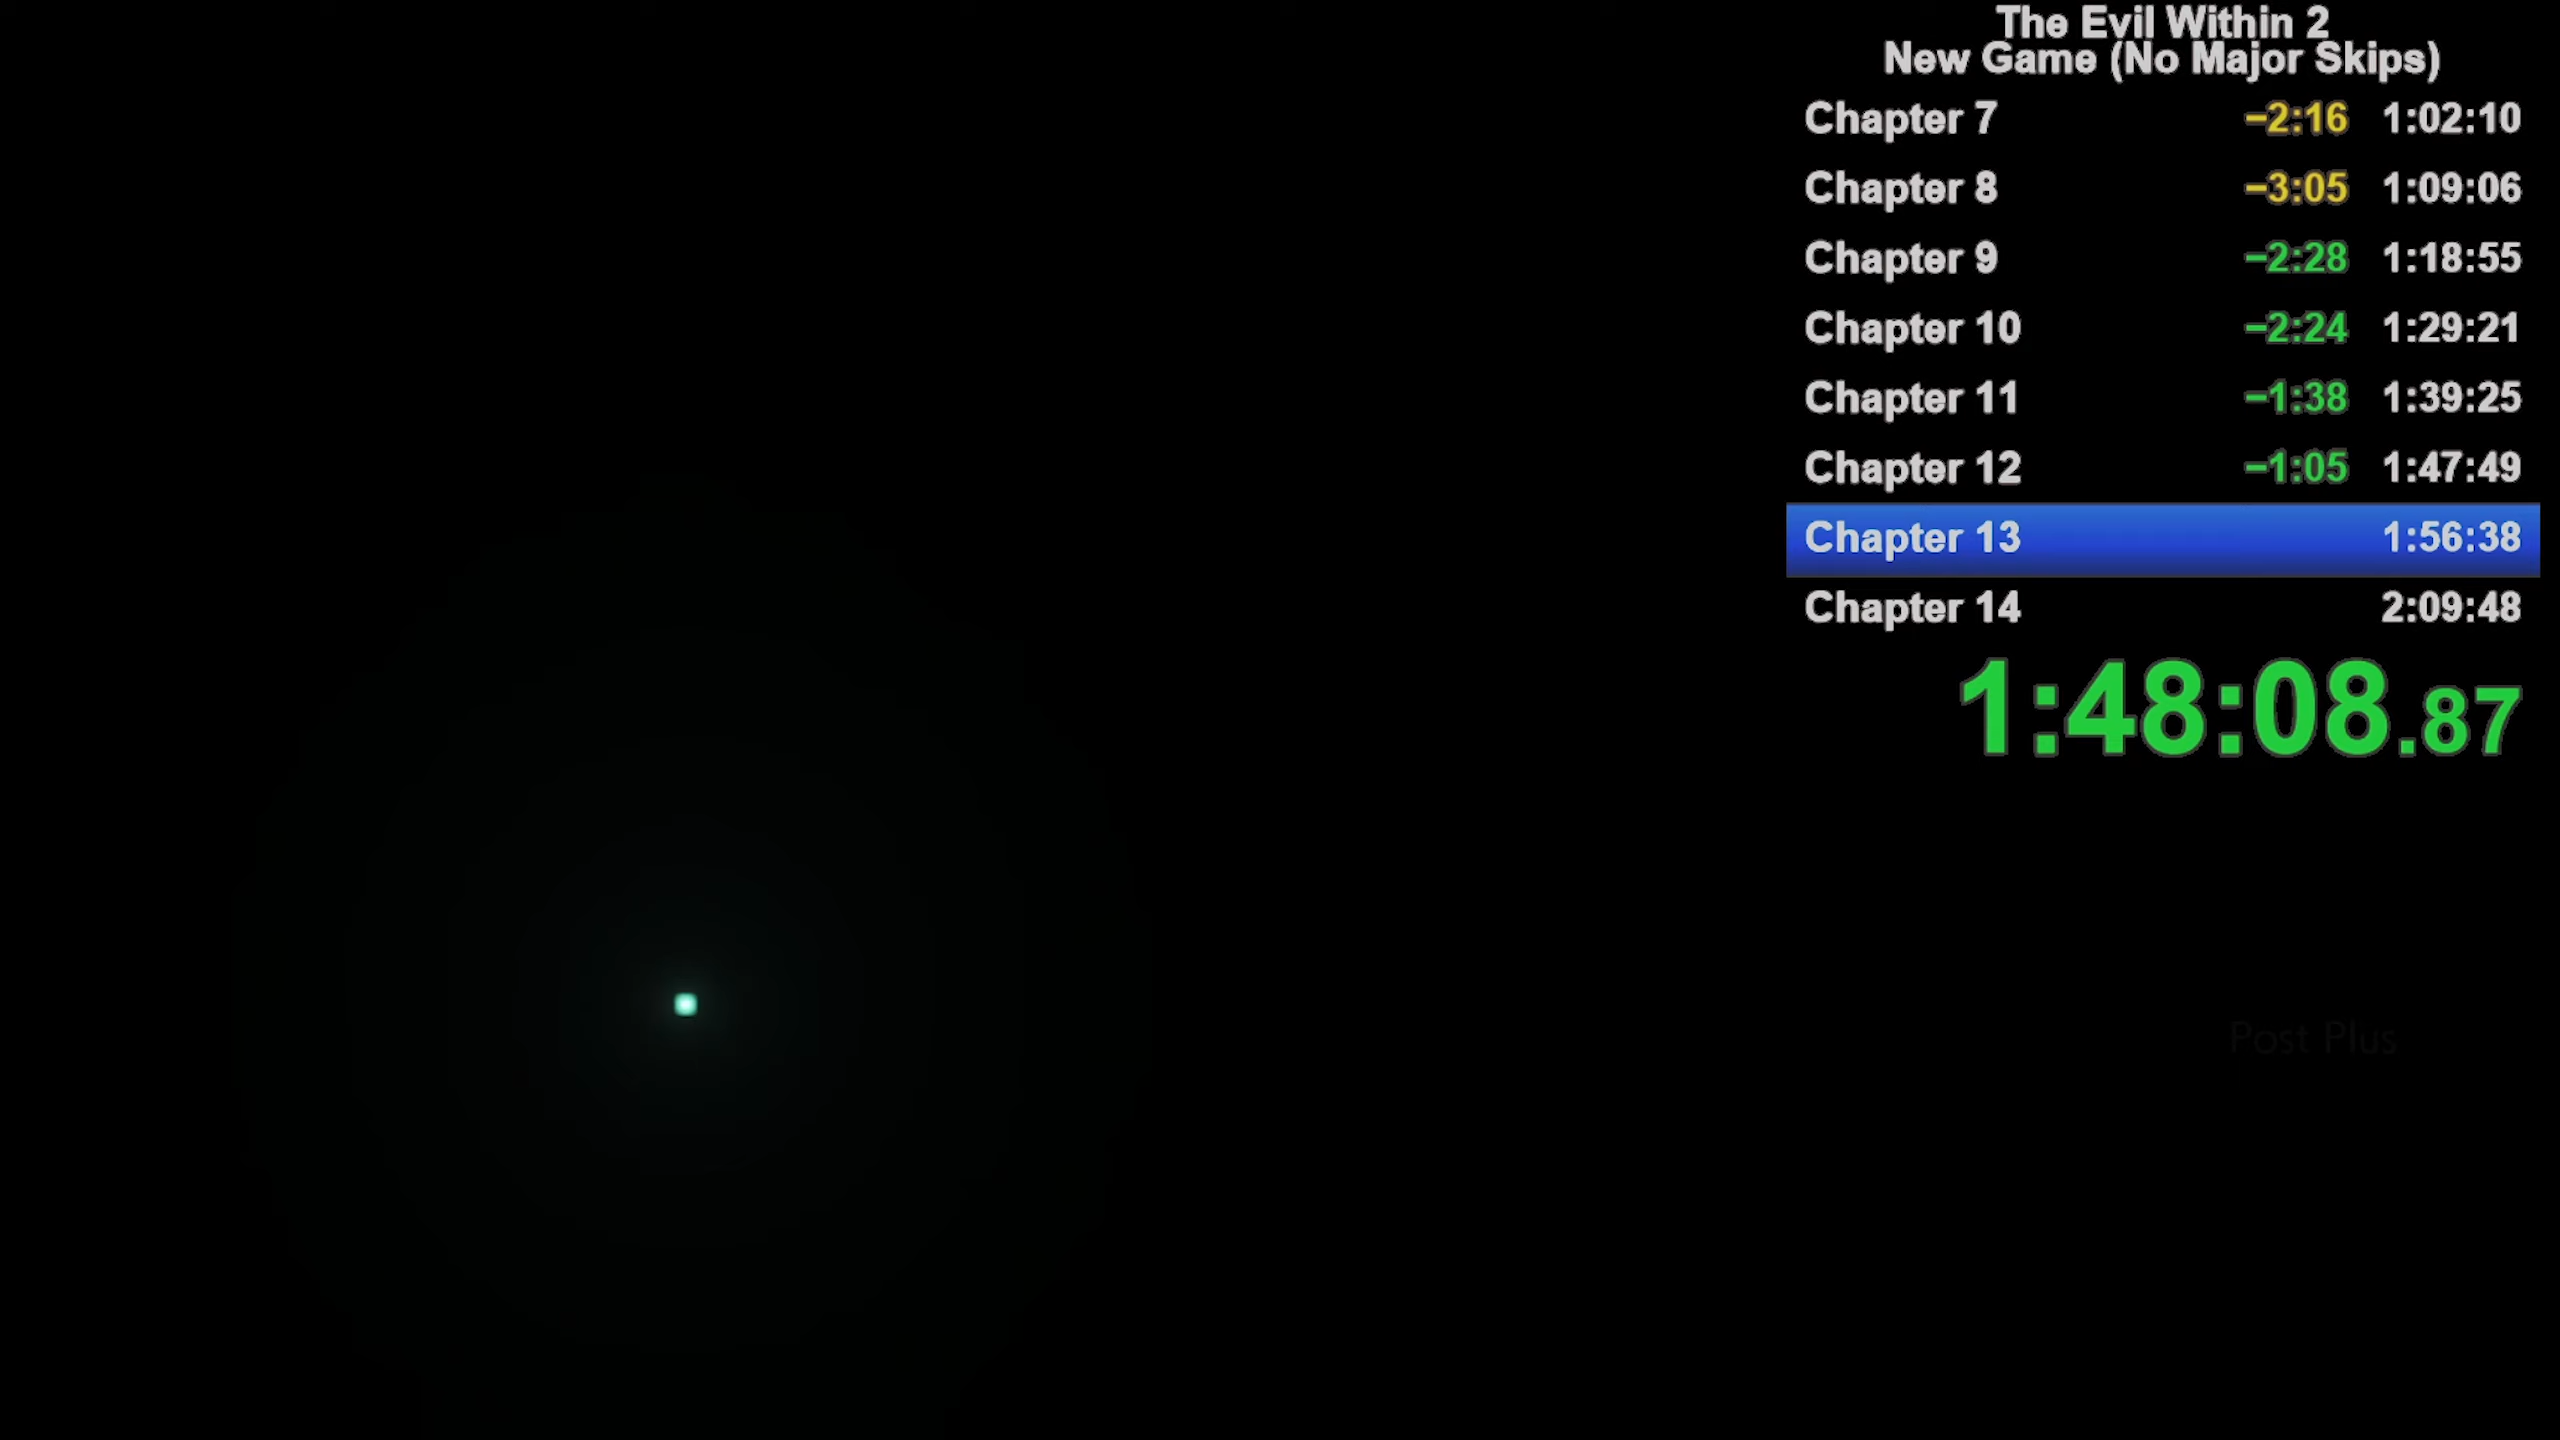 The Evil Within 2
New Game (No Major Skips)
Chapter 7 −2:16 1:02:10
Chapter 8 −3:05 1:09:06
Chapter 9 −2:28 1:18:55
Chapter 10 −2:24 1:29:21
Chapter 11 −1:38 1:39:25
Chapter 12 −1:05 1:47:49
Chapter 13 1:56:38
Chapter 14 2:09:48
1:48:08.87
Post Plus